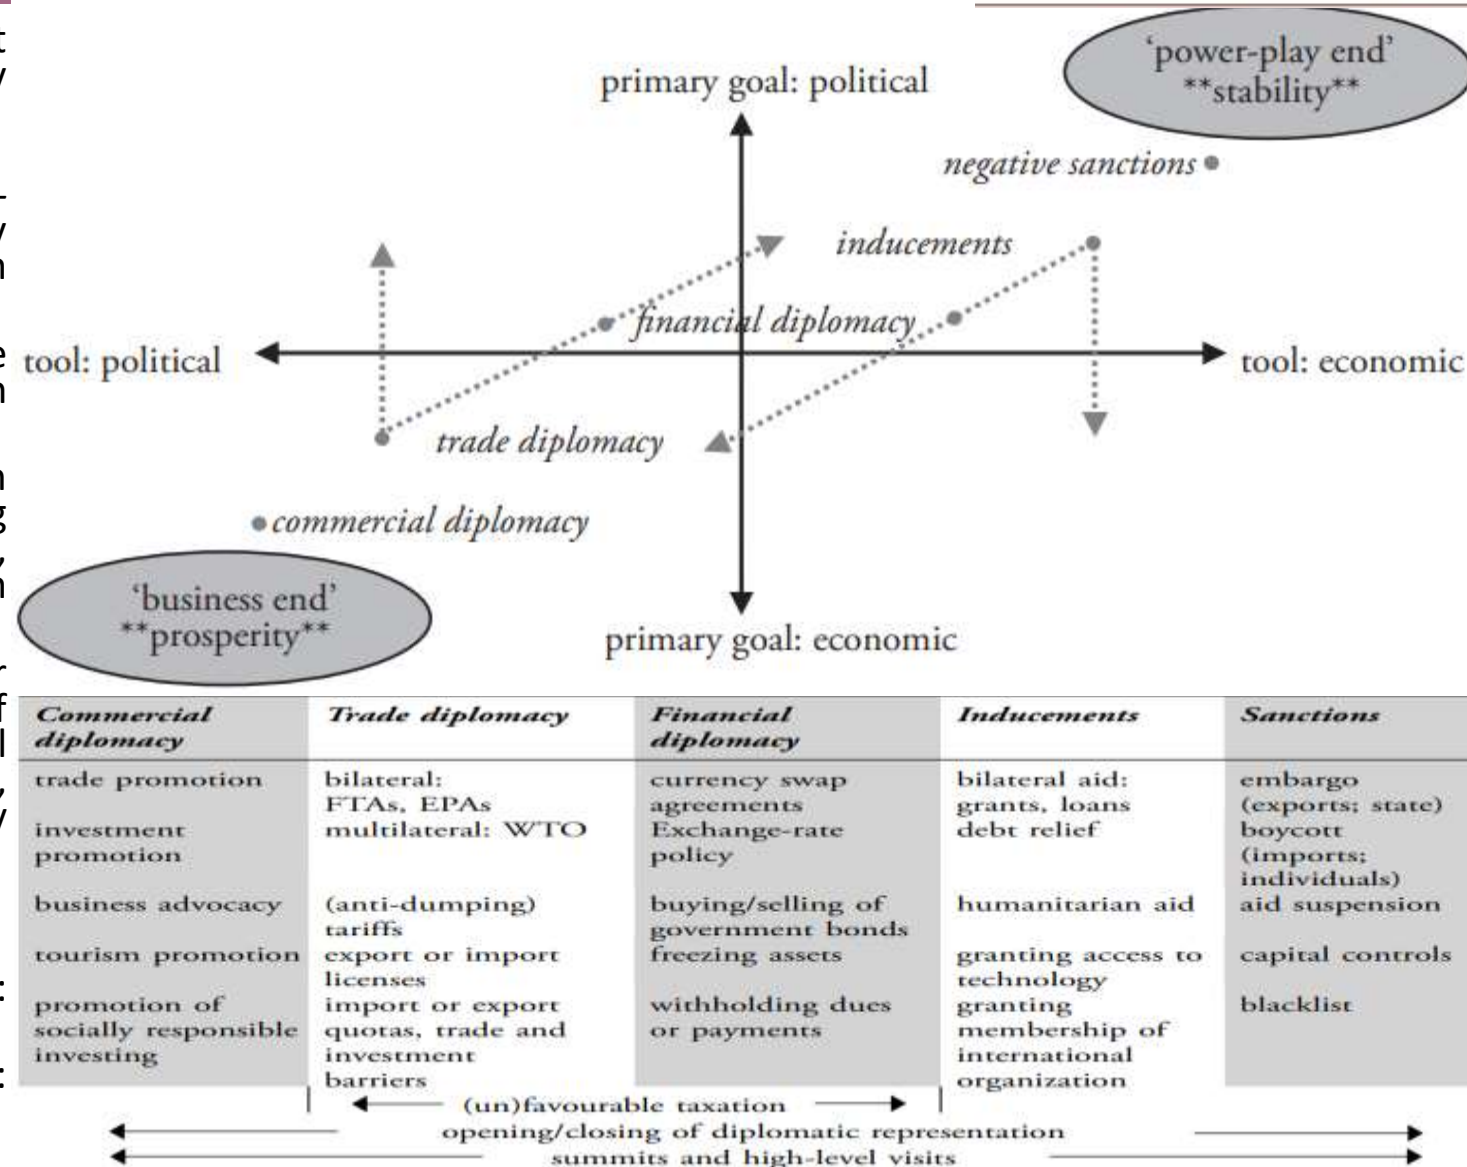 primary goal: political
‘power-play end’
**stability**
negative sanctions
inducements
financial diplomacy
tool: political
tool: economic
trade diplomacy
commercial diplomacy
‘business end’
**prosperity**
primary goal: economic
Commercial diplomacy
Trade diplomacy
Financial diplomacy
Inducements
Sanctions
trade promotion
investment
promotion
business advocacy
tourism promotion
promotion of
socially responsible
investing
bilateral:
FTAs, EPAs
multilateral: WTO
(anti-dumping)
tariffs
export or import
licenses
import or export
quotas, trade and
investment
barriers
currency swap
agreements
Exchange-rate
policy
buying/selling of
government bonds
freezing assets
withholding dues
or payments
bilateral aid:
grants, loans
debt relief
humanitarian aid
granting access to
technology
granting
membership of
international
organization
embargo
(exports; state)
boycott
(imports;
individuals)
aid suspension
capital controls
blacklist
(un)favourable taxation
opening/closing of diplomatic representation
summits and high-level visits